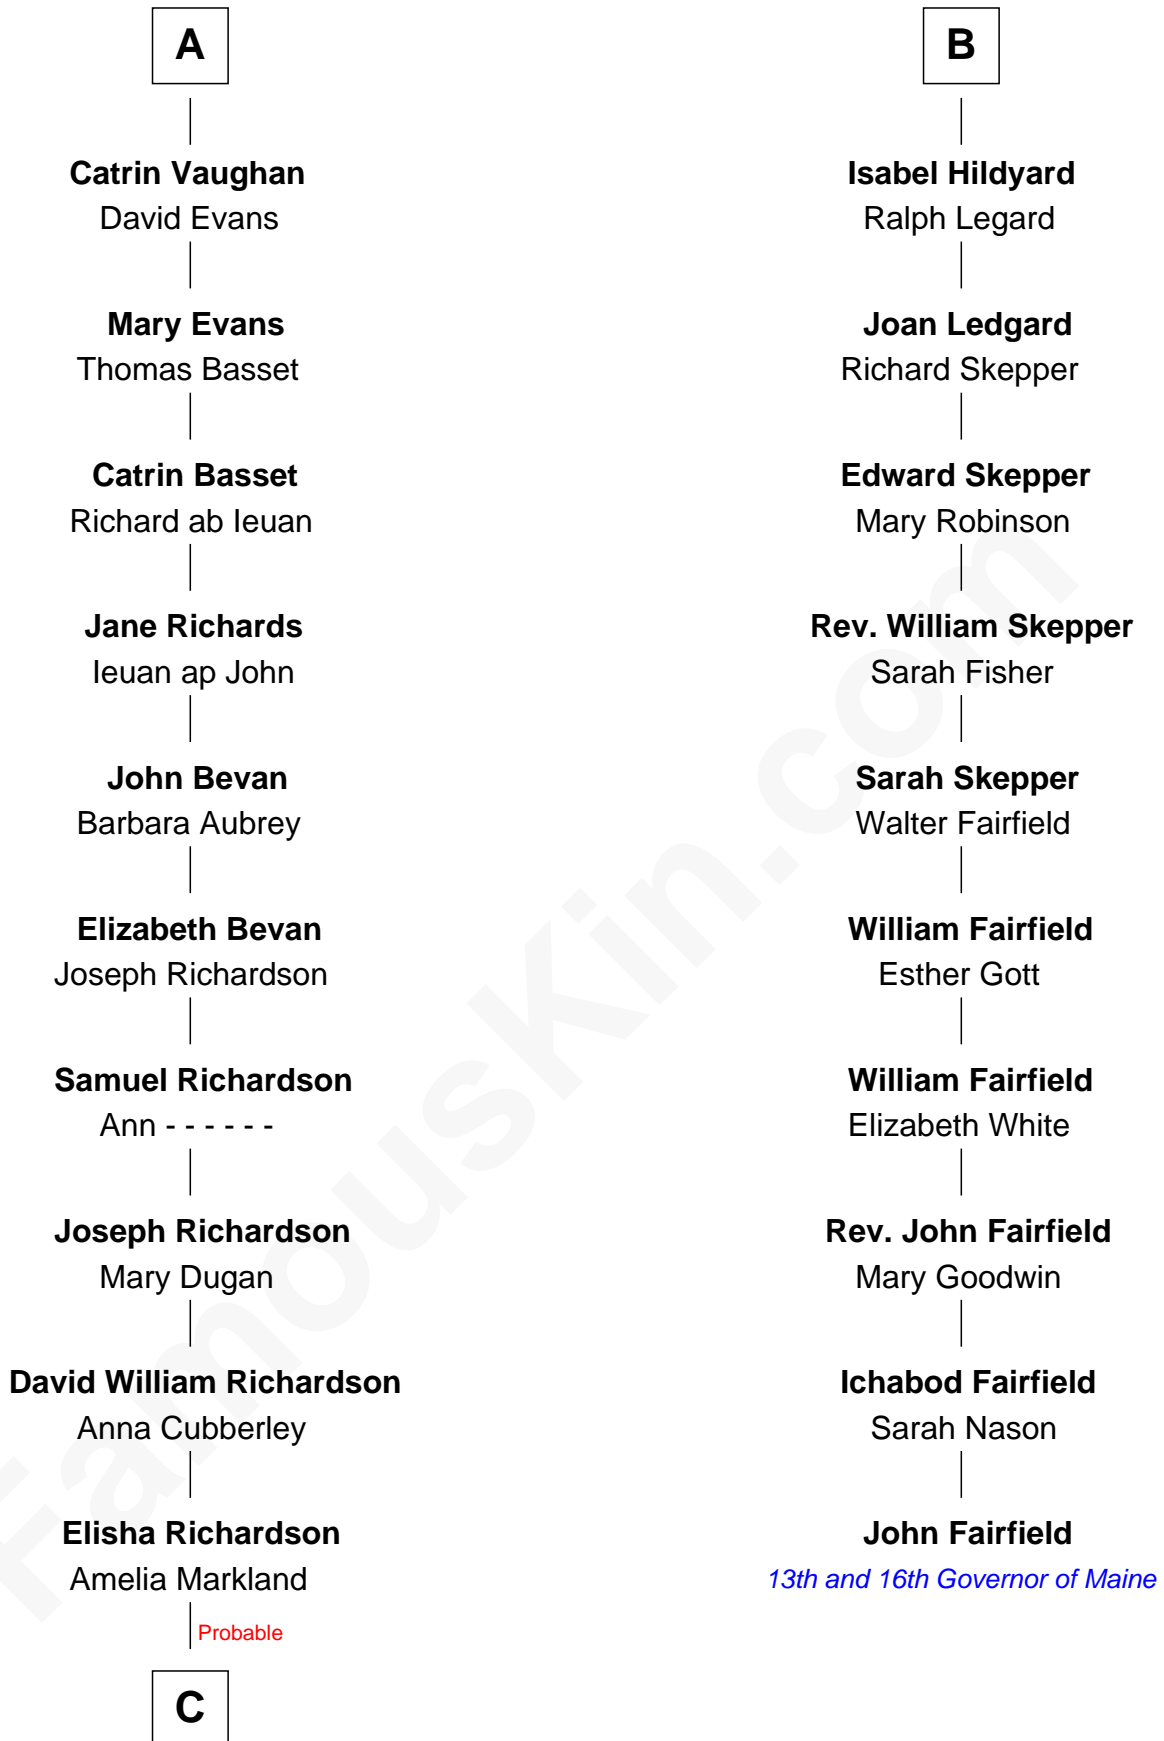 A
Catrin Vaughan
David Evans
Mary Evans
Thomas Basset
Catrin Basset
Richard ab Ieuan
Jane Richards
Ieuan ap John
John Bevan
Barbara Aubrey
Elizabeth Bevan
Joseph Richardson
Samuel Richardson
Ann - - - - - -
Joseph Richardson
Mary Dugan
David William Richardson
Anna Cubberley
Elisha Richardson
Amelia Markland
Probable
C
B
Isabel Hildyard
Ralph Legard
Joan Ledgard
Richard Skepper
Edward Skepper
Mary Robinson
Rev. William Skepper
Sarah Fisher
Sarah Skepper
Walter Fairfield
William Fairfield
Esther Gott
William Fairfield
Elizabeth White
Rev. John Fairfield
Mary Goodwin
Ichabod Fairfield
Sarah Nason
John Fairfield
13th and 16th Governor of Maine
FamousKin.com